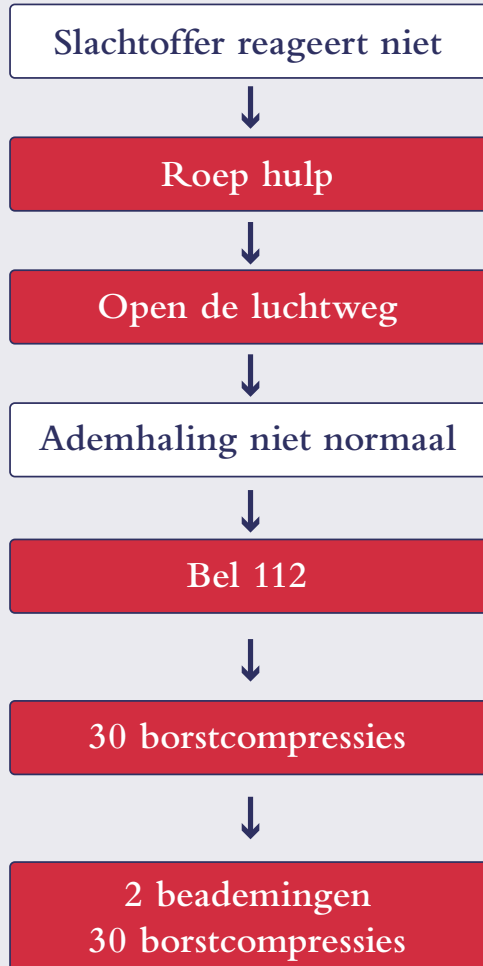 Slachtoffer reageert niet
Roep hulp
Open de luchtweg
Ademhaling niet normaal
Bel 112
30 borstcompressies
2 beademingen
30 borstcompressies